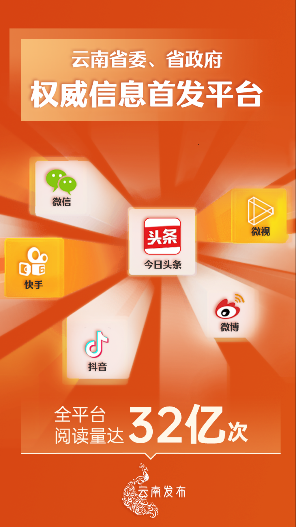 云南省委、省政府
权威信息首发平台
微信
头条
今日头条
微视
快手
微博
抖音
全平台
阅读量达32亿次
云南发布